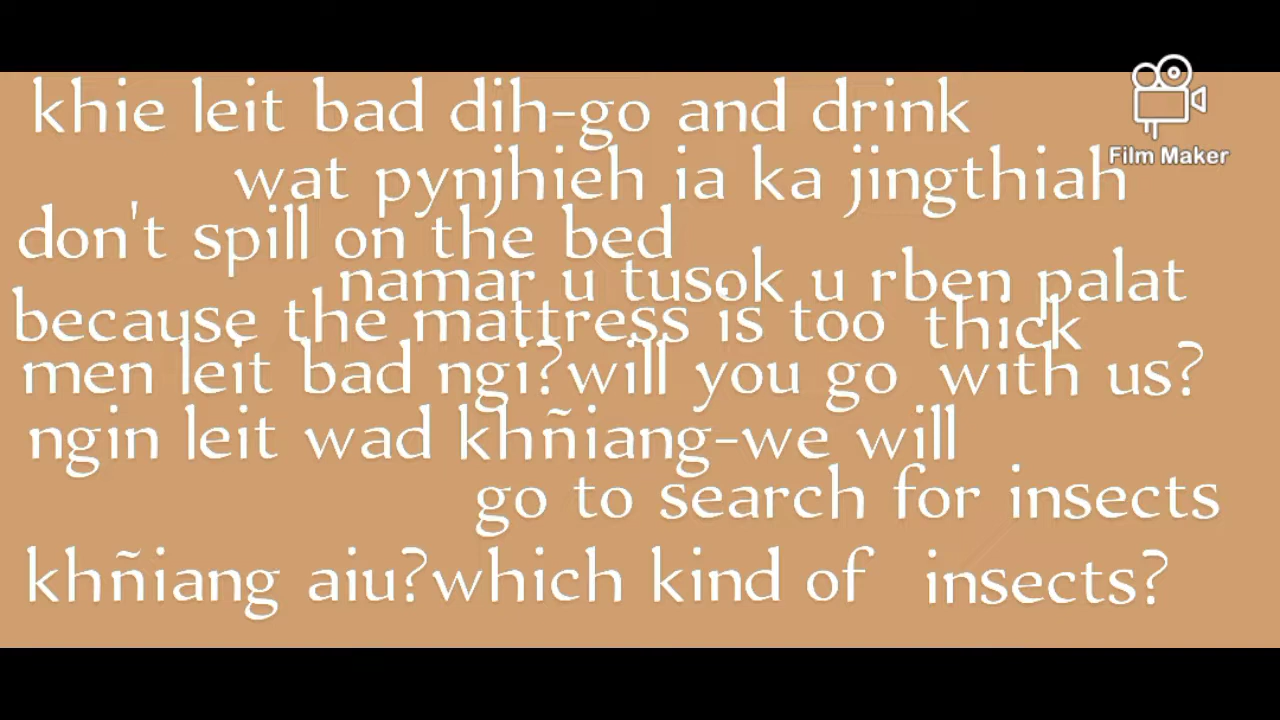 khie leit bad dih-go and drink
Film Maker
wat pynjhieh ia ka jingthiah
don't spill on the bed
namar u tusok u rben palat
because the mattress is too thick
men leit bad ngi?will you go with us?
ngin leit wad khñiang-we will
go to search for insects
khñiang aiu?which kind of insects?